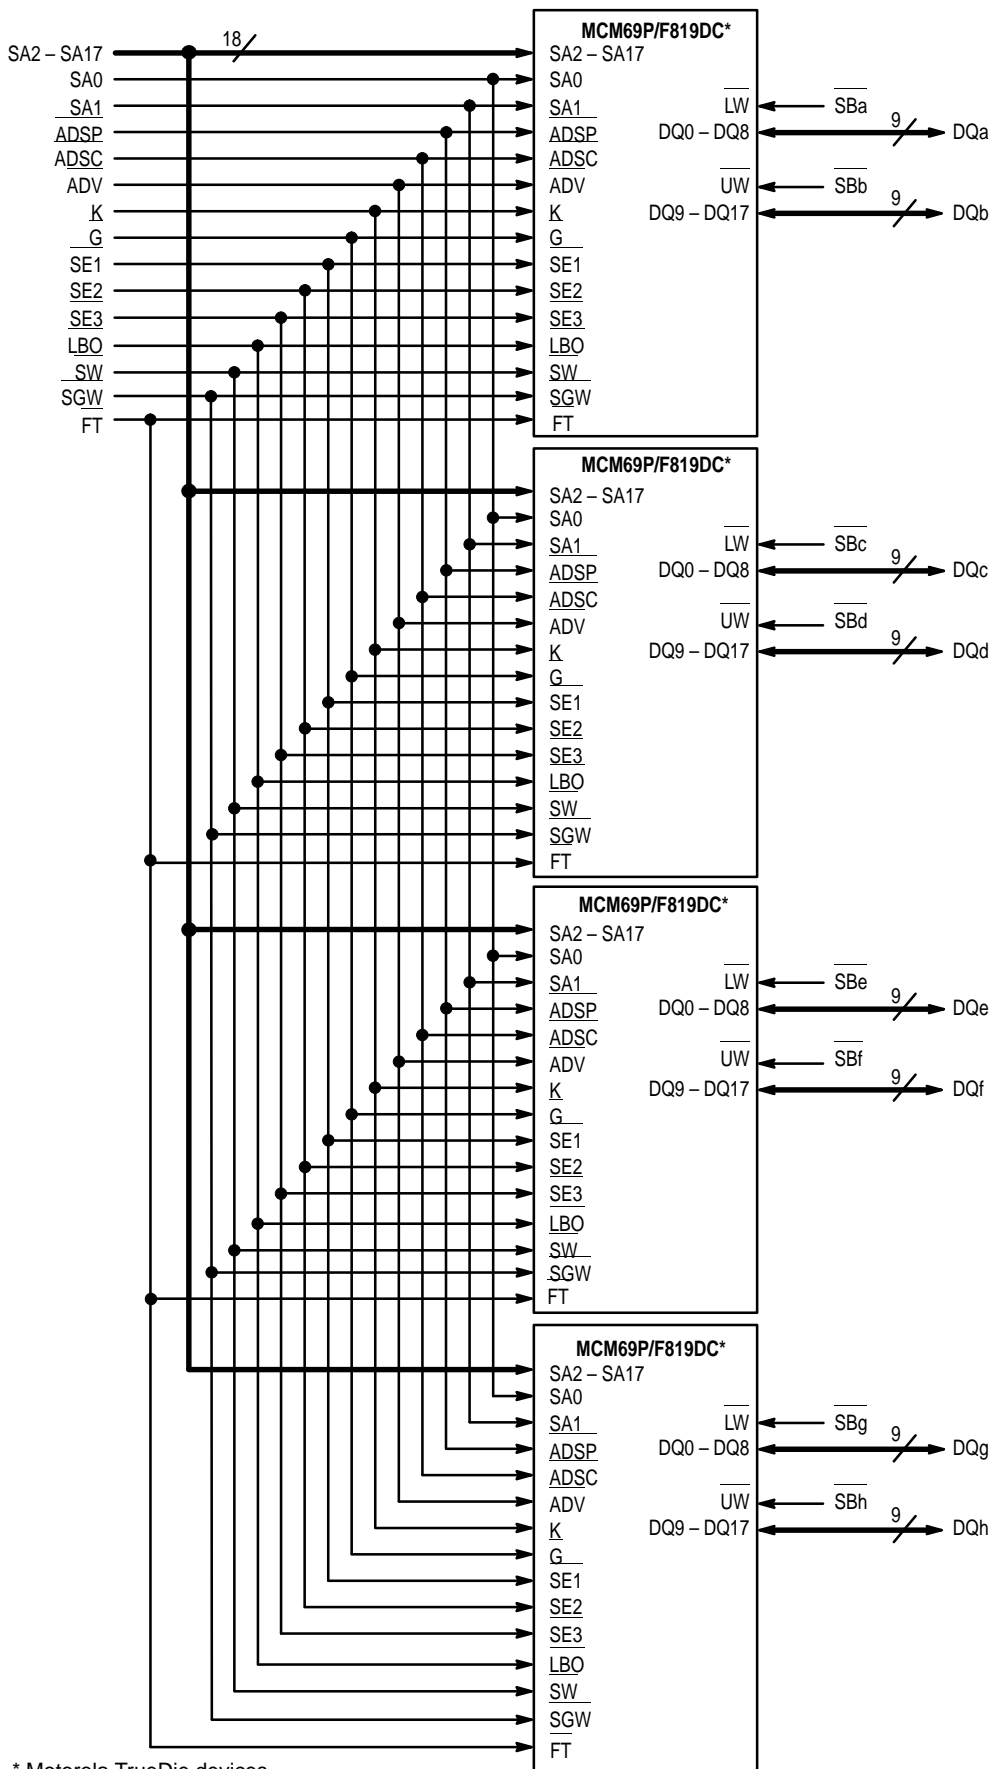 MCM69P/F819DC*
18
SA2 – SA17 SA2 – SA17
SA0 SA0
SA1 SA1 LW SBa
ADSP ADSP DQ0 – DQ8 9 DQa
ADSC ADSC
ADV ADV UW SBb
K K DQ9 – DQ17 9 DQb
G G
SE1 SE1
SE2 SE2
SE3 SE3
LBO LBO
SW SW
SGW SGW
FT FT
MCM69P/F819DC*
SA2 – SA17
SA0
SA1 LW SBc
ADSP DQ0 – DQ8 9 DQc
ADSC
ADV UW SBd
K DQ9 – DQ17 9 DQd
G
SE1
SE2
SE3
LBO
SW
SGW
FT
MCM69P/F819DC*
SA2 – SA17
SA0
SA1 LW SBe
ADSP DQ0 – DQ8 9 DQe
ADSC
ADV UW SBf
K DQ9 – DQ17 9 DQf
G
SE1
SE2
SE3
LBO
SW
SGW
FT
MCM69P/F819DC*
SA2 – SA17
SA0
SA1 LW SBg
ADSP DQ0 – DQ8 9 DQg
ADSC
ADV UW SBh
K DQ9 – DQ17 9 DQh
G
SE1
SE2
SE3
LBO
SW
SGW
FT
* Motorola TrueDie devices